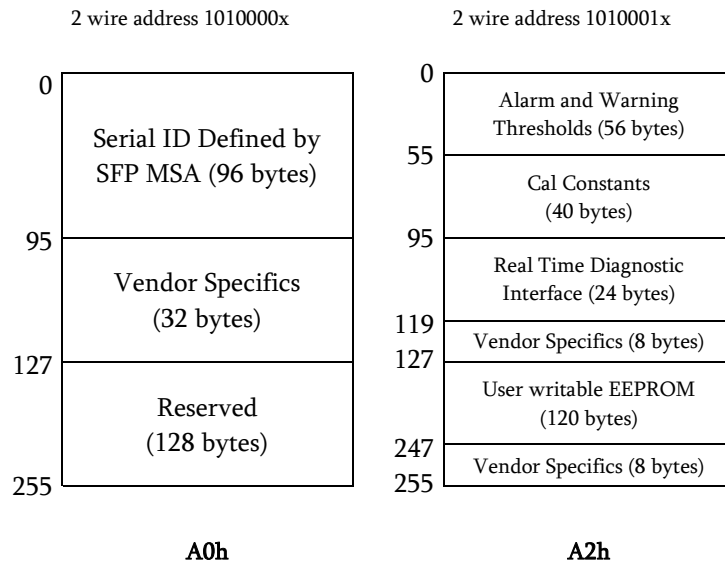 2 wire address 1010000x
0
Serial ID Defined by
SFP MSA (96 bytes)
95
Vendor Specifics
(32 bytes)
127
Reserved
(128 bytes)
255
A0h
2 wire address 1010001x
0
Alarm and Warning
Thresholds (56 bytes)
55
Cal Constants
(40 bytes)
95
Real Time Diagnostic
Interface (24 bytes)
119
Vendor Specifics (8 bytes)
127
User writable EEPROM
(120 bytes)
247
Vendor Specifics (8 bytes)
255
A2h